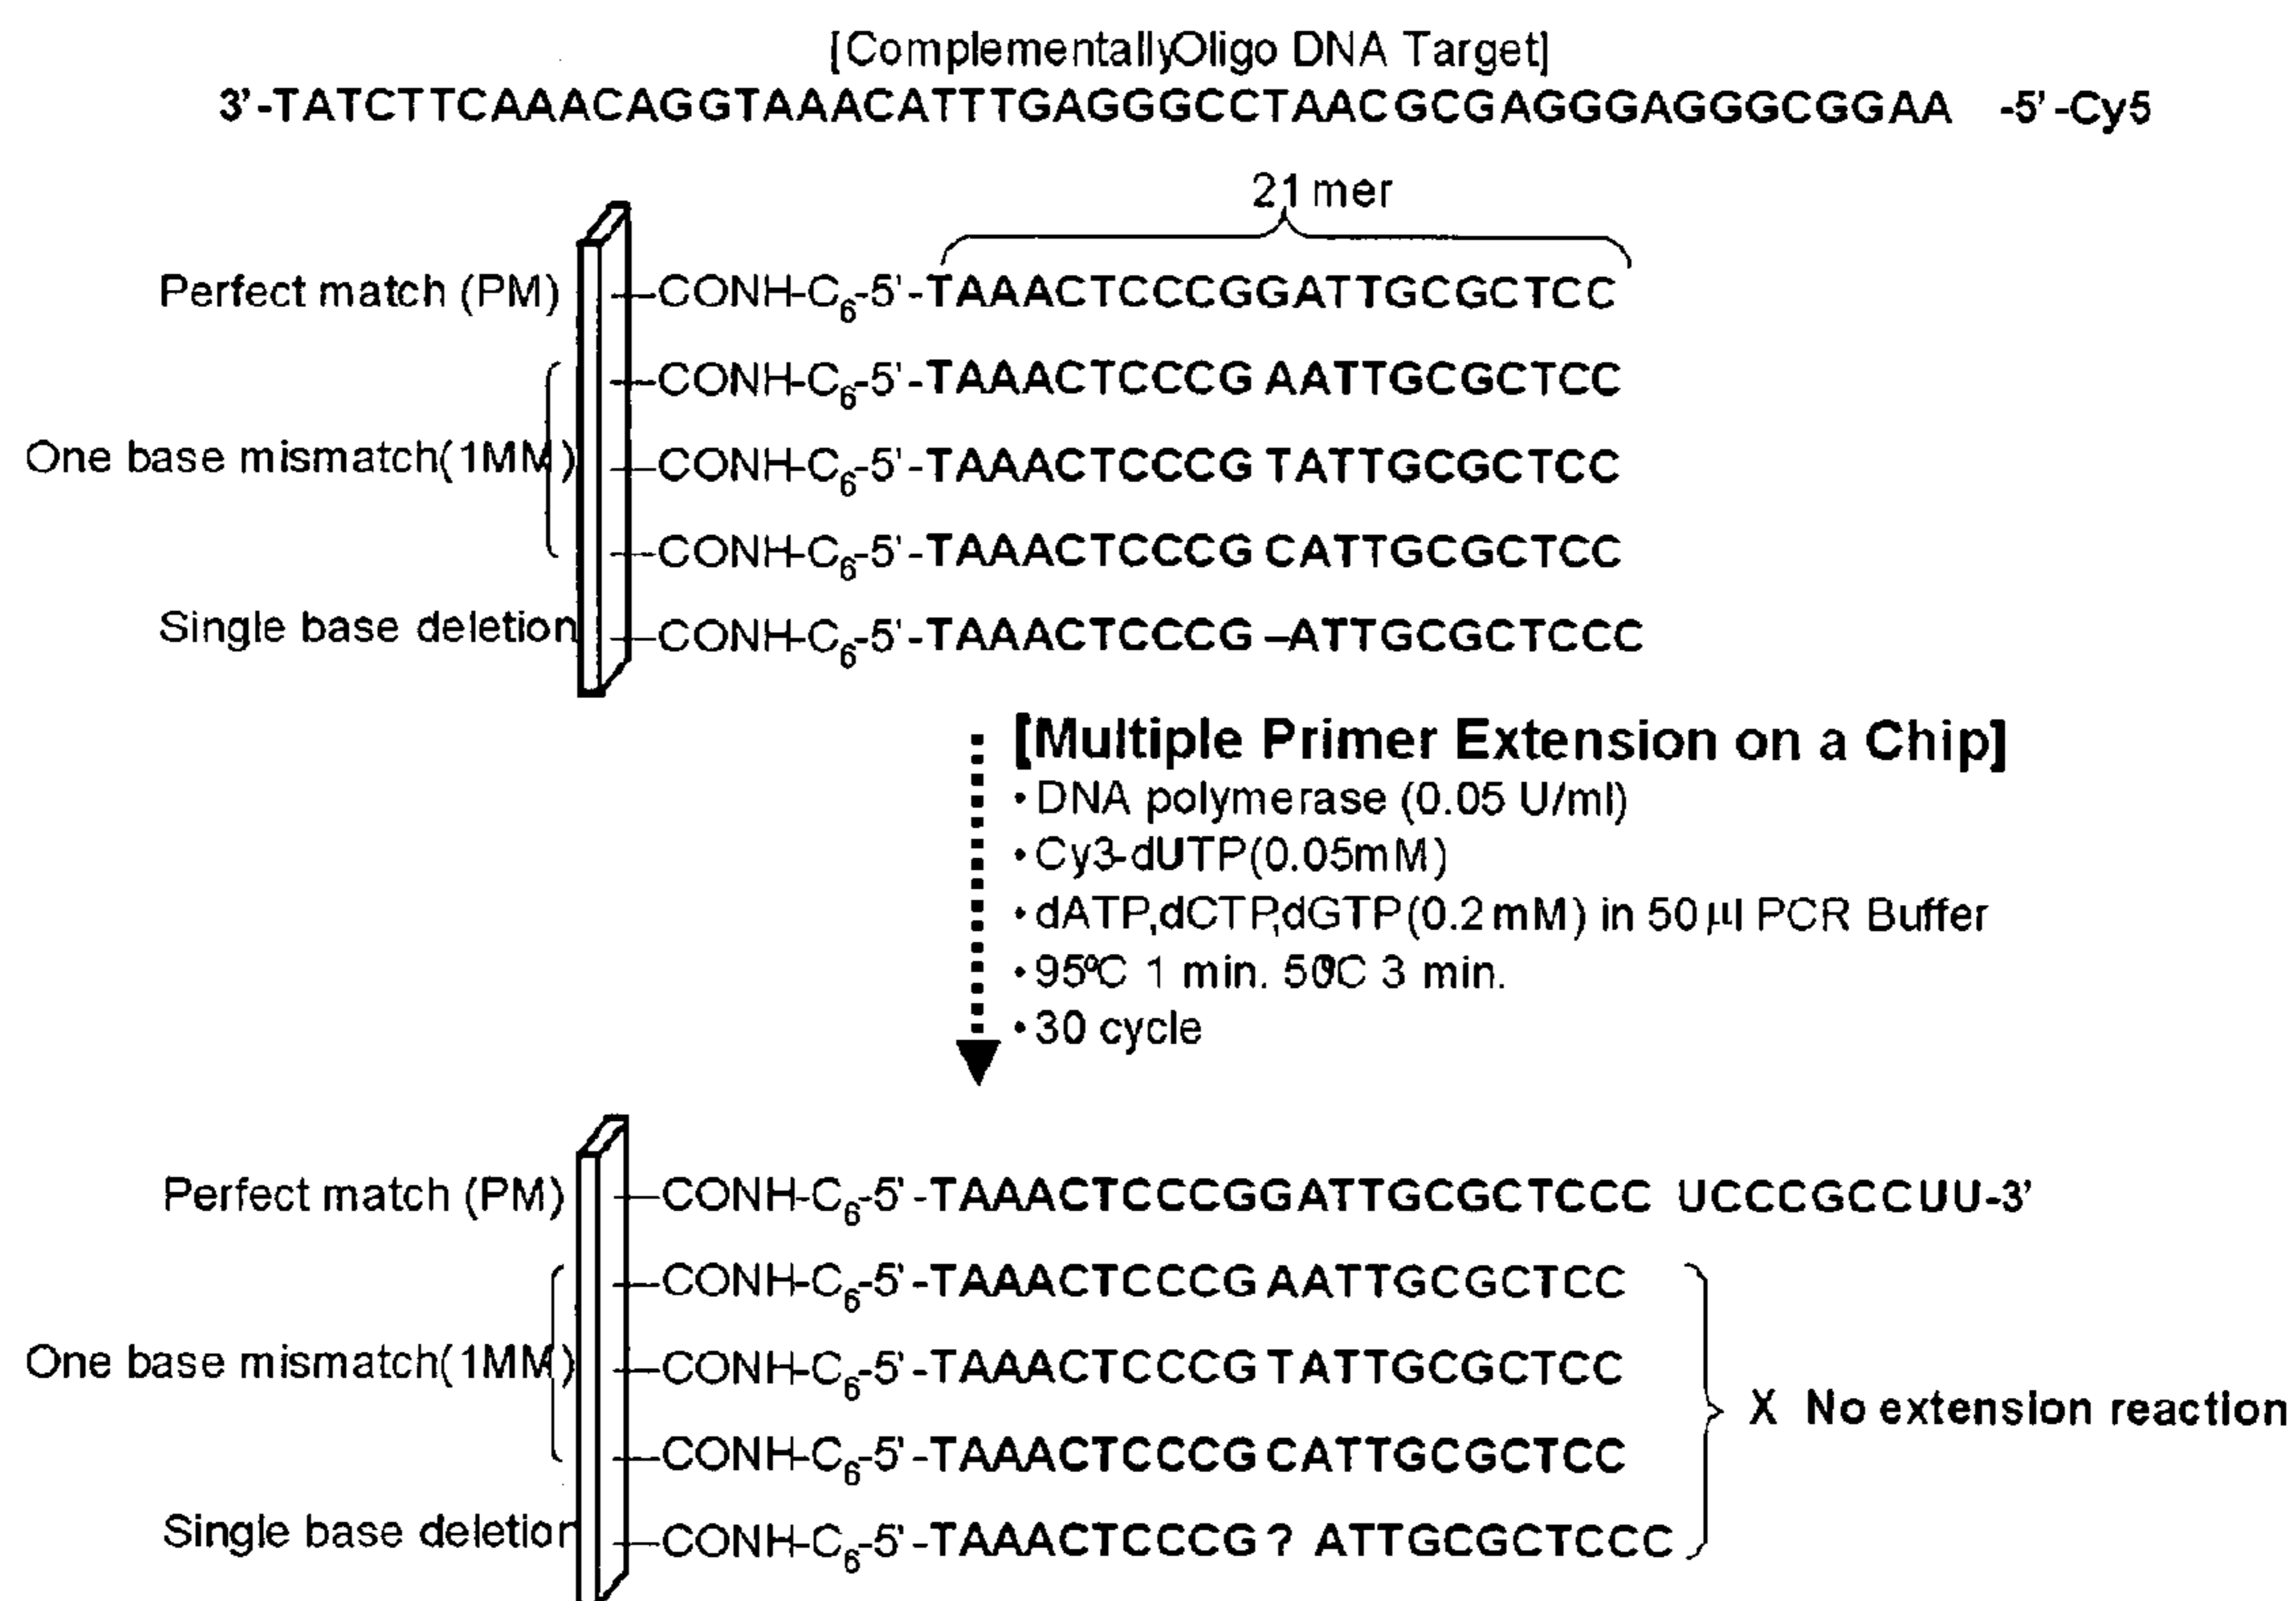 [ComplementallyOligo DNA Target]
3'-TATCTTCAAACAGGTAAACATTTGAGGGCCTAACGCGAGGGAGGGCGGAA -5'-Cy5
21 mer
Perfect match (PM) -CONH-C6-5'-TAAACTCCCGGATTGCGCTCC
-CONH-C6-5'-TAAACTCCCG AATTGCGCTCC
One base mismatch(1MM) -CONH-C6-5'-TAAACTCCCG TATTGCGCTCC
-CONH-C6-5'-TAAACTCCCG CATTGCGCTCC
Single base deletion -CONH-C6-5'-TAAACTCCCG –ATTGCGCTCCC
[Multiple Primer Extension on a Chip]
・DNA polymerase (0.05 U/ml)
・Cy3-dUTP(0.05mM)
・dATP,dCTP,dGTP(0.2 mM) in 50 μl PCR Buffer
・95ºC 1 min. 50ºC 3 min.
・30 cycle
Perfect match (PM) -CONH-C6-5'-TAAACTCCCGGATTGCGCTCCC UCCCGCCUU-3'
-CONH-C6-5'-TAAACTCCCG AATTGCGCTCC
One base mismatch(1MM) -CONH-C6-5'-TAAACTCCCG TATTGCGCTCC
X No extension reaction
-CONH-C6-5'-TAAACTCCCG CATTGCGCTCC
Single base deletion -CONH-C6-5'-TAAACTCCCG ? ATTGCGCTCCC